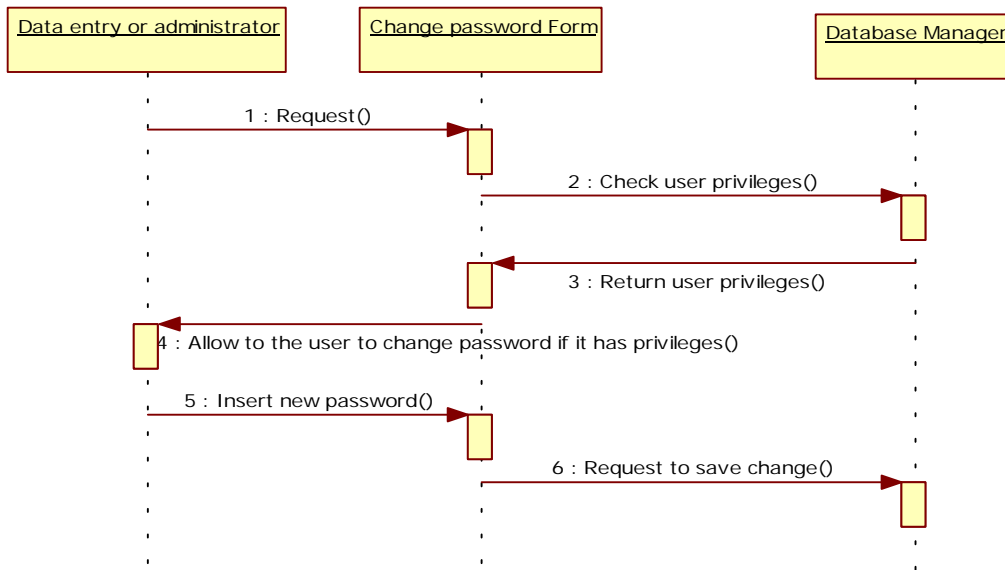 Data entry or administrator
Change password Form
Database Manager
1 : Request()
2 : Check user privileges()
3 : Return user privileges()
4 : Allow to the user to change password if it has privileges()
5 : Insert new password()
6 : Request to save change()